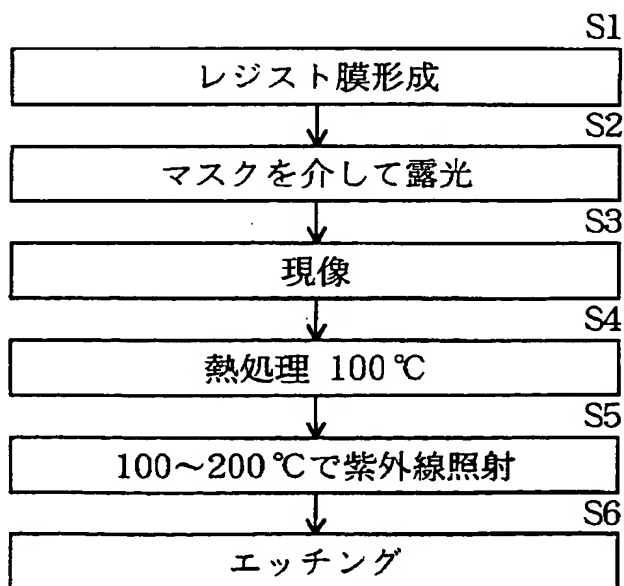 S1
レジスト膜形成
S2
マスクを介して露光
S3
現像
S4
熱処理 100℃
S5
100～200℃で紫外線照射
S6
エッチング